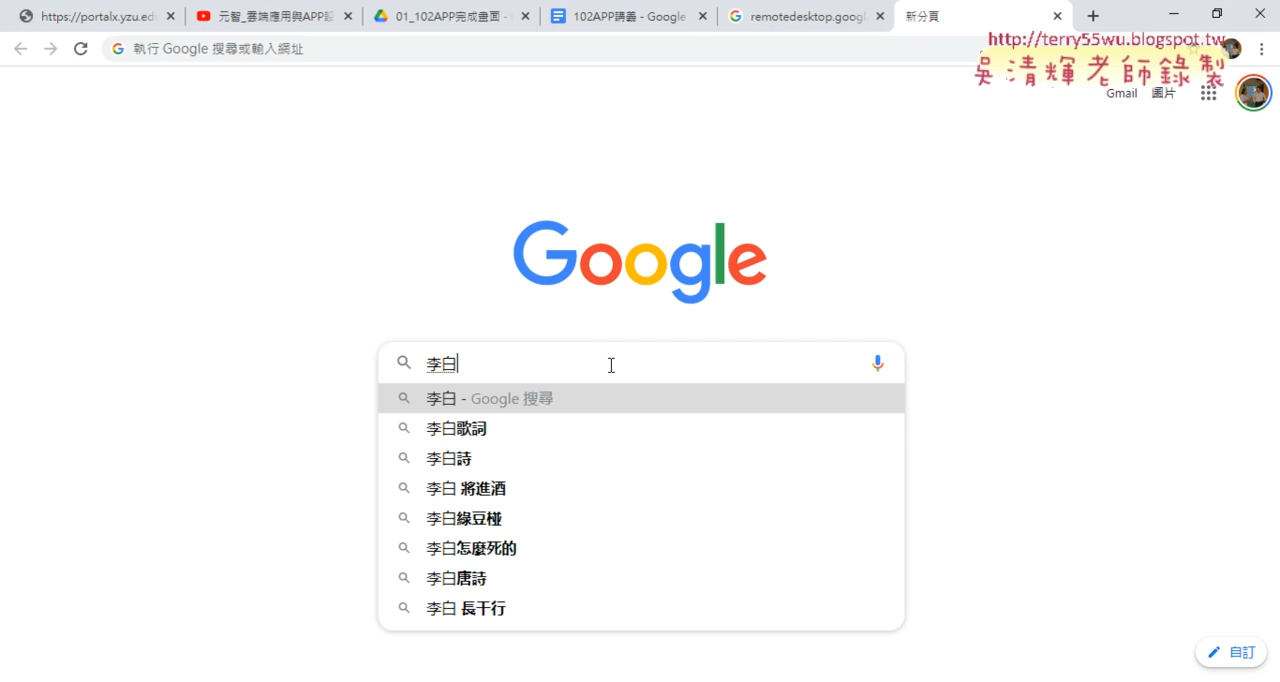 https://portalx.yzu.ed
元智_雲端應用與APP設
01_102APP完成畫面 -
102APP講義 - Google
remotedesktop.googl
新分頁
執行 Google 搜尋或輸入網址
http://terry55wu.blogspot.tw
吳清輝老師錄製
Gmail 圖片
Google
李白
李白 - Google 搜尋
李白歌詞
李白詩
李白 將進酒
李白綠豆椪
李白怎麼死的
李白唐詩
李白 長干行
自訂